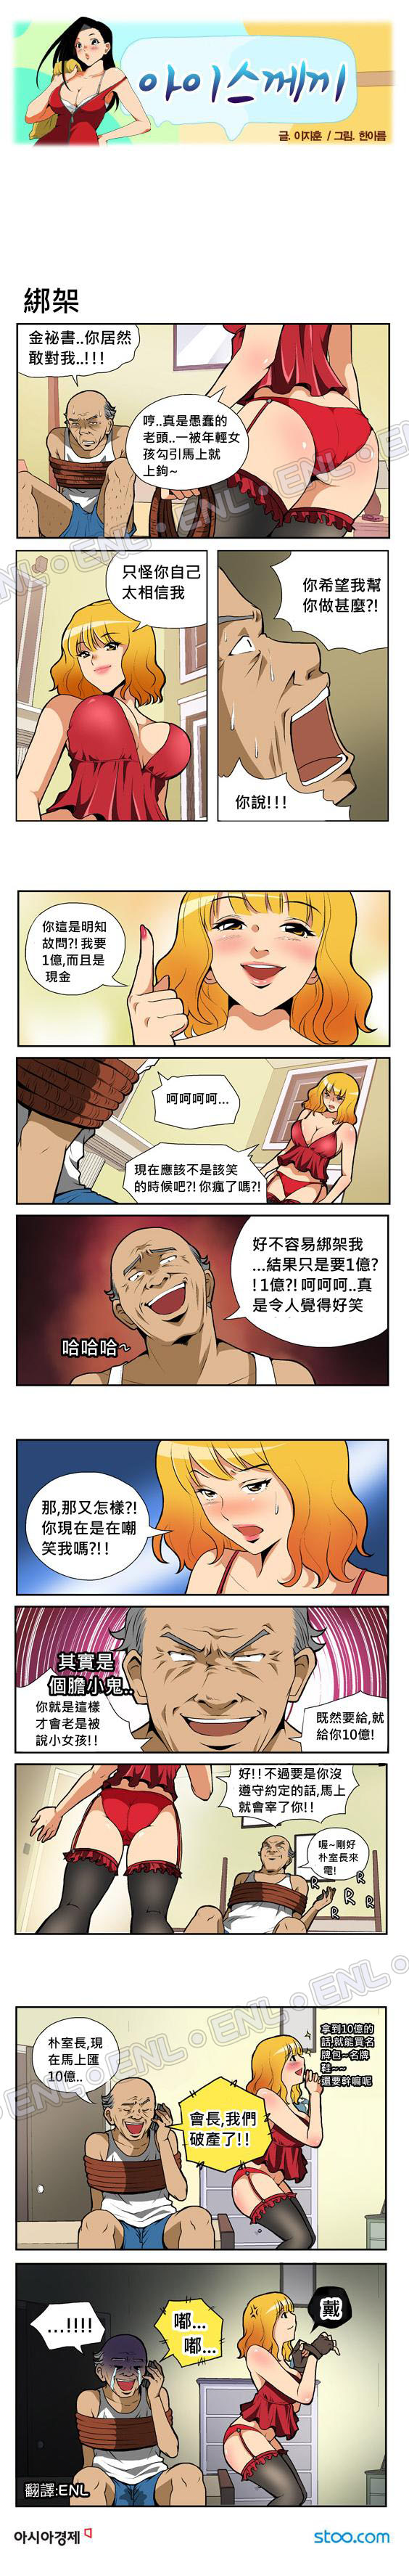 아이스께끼
글. 이지훈 / 그림. 한아름
綁架
金祕書..你居然
敢對我..!!!
哼..真是愚蠢的
老頭..一被年輕女
孩勾引馬上就
上鉤~
ENL • ENL • ENL • ENL
只怪你自己
太相信我
你希望我幫
你做甚麼?!
你說!!!
你這是明知
故問?!我要
1億,而且是
現金
呵呵呵呵...
現在應該不是該笑
的時候吧?!你瘋了嗎?!
好不容易綁架我
...結果只是要1億?
!1億?!呵呵呵..真
是令人覺得好笑
哈哈哈~
那,那又怎樣?!
你現在是在嘲
笑我嗎?!!
其實是
個膽小鬼..
你就是這樣
才會老是被
說小女孩!!
既然要給,就
給你10億!
好!!不過要是你沒
遵守約定的話,馬上
就會宰了你!!
喔~剛好
朴室長來
電!
R R R R R
ENL • ENL • ENL • ENL
朴室長,現
在馬上匯
10億..
會長,我們
破產了!!
拿到10億的
話,就能買名
牌包~名牌
鞋~~
還要幹嘛呢
...!!!!
嘟...
嘟...
戴
翻譯:ENL
아시아경제
stoo.com